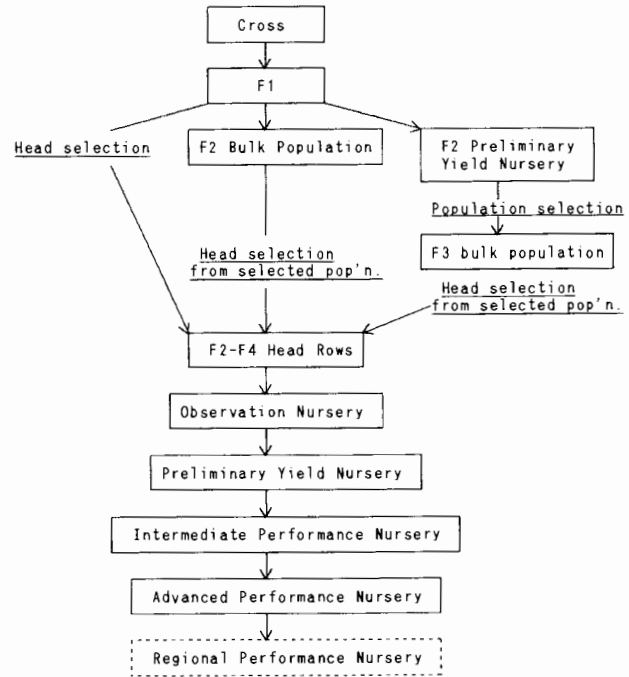 Cross
F1
Head selection
F2 Bulk Population
F2 Preliminary
Yield Nursery
Population selection
F3 bulk population
Head selection
from selected pop'n.
Head selection
from selected pop'n.
F2-F4 Head Rows
Observation Nursery
Preliminary Yield Nursery
Intermediate Performance Nursery
Advanced Performance Nursery
Regional Performance Nursery